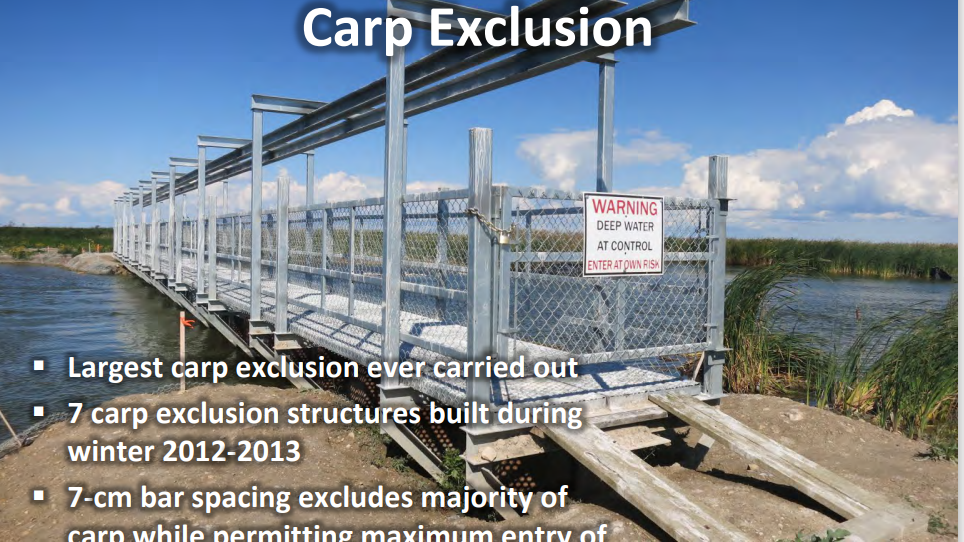 Carp Exclusion
WARNING
DEEP WATER
AT CONTROL
ENTER AT OWN RISK
▪ Largest carp exclusion ever carried out
▪ 7 carp exclusion structures built during
winter 2012-2013
▪ 7-cm bar spacing excludes majority of
carp while permitting maximum entry of